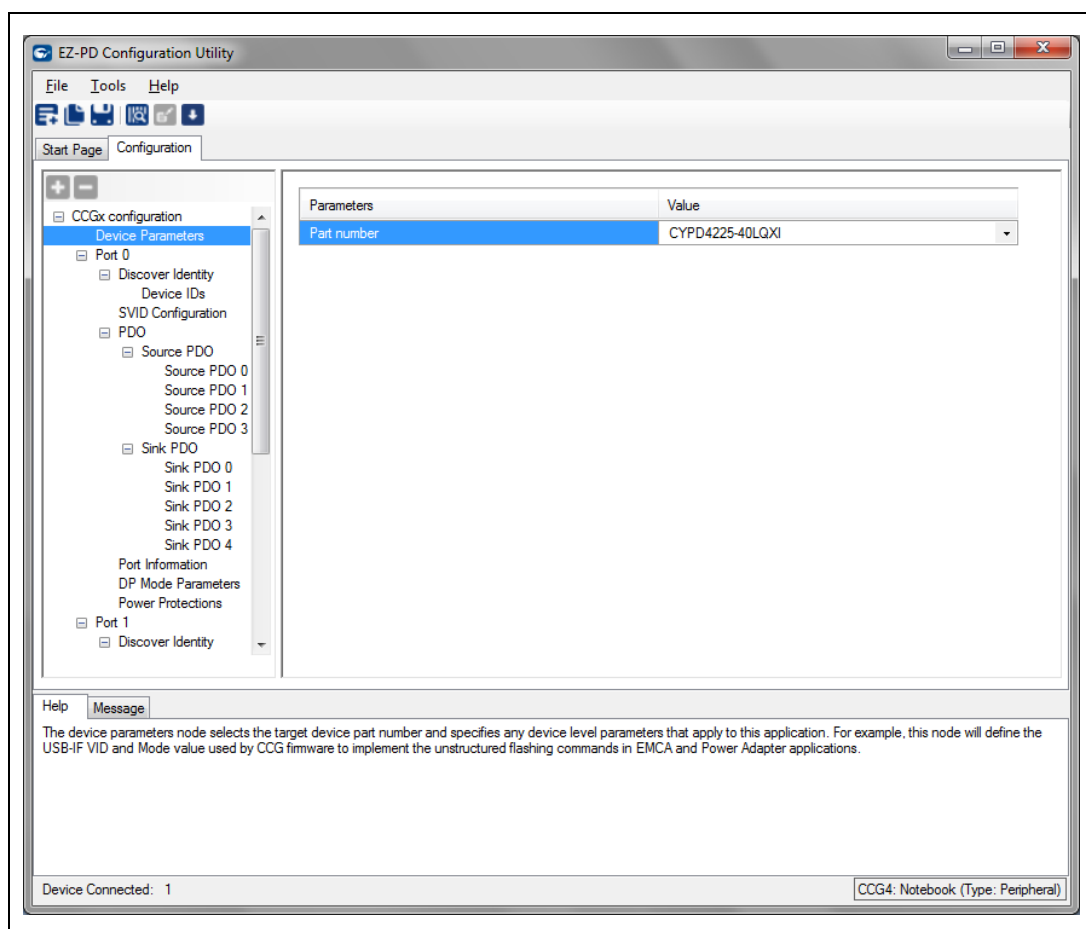 EZ-PD Configuration Utility
File Tools Help
Start Page Configuration
CCGx configuration
Device Parameters
Port 0
Discover Identity
Device IDs
SVID Configuration
PDO
Source PDO
Source PDO 0
Source PDO 1
Source PDO 2
Source PDO 3
Sink PDO
Sink PDO 0
Sink PDO 1
Sink PDO 2
Sink PDO 3
Sink PDO 4
Port Information
DP Mode Parameters
Power Protections
Port 1
Discover Identity
Parameters Value
Part number CYPD4225-40LQXI
Help Message
The device parameters node selects the target device part number and specifies any device level parameters that apply to this application. For example, this node will define the
USB-IF VID and Mode value used by CCG firmware to implement the unstructured flashing commands in EMCA and Power Adapter applications.
Device Connected: 1 CCG4: Notebook (Type: Peripheral)